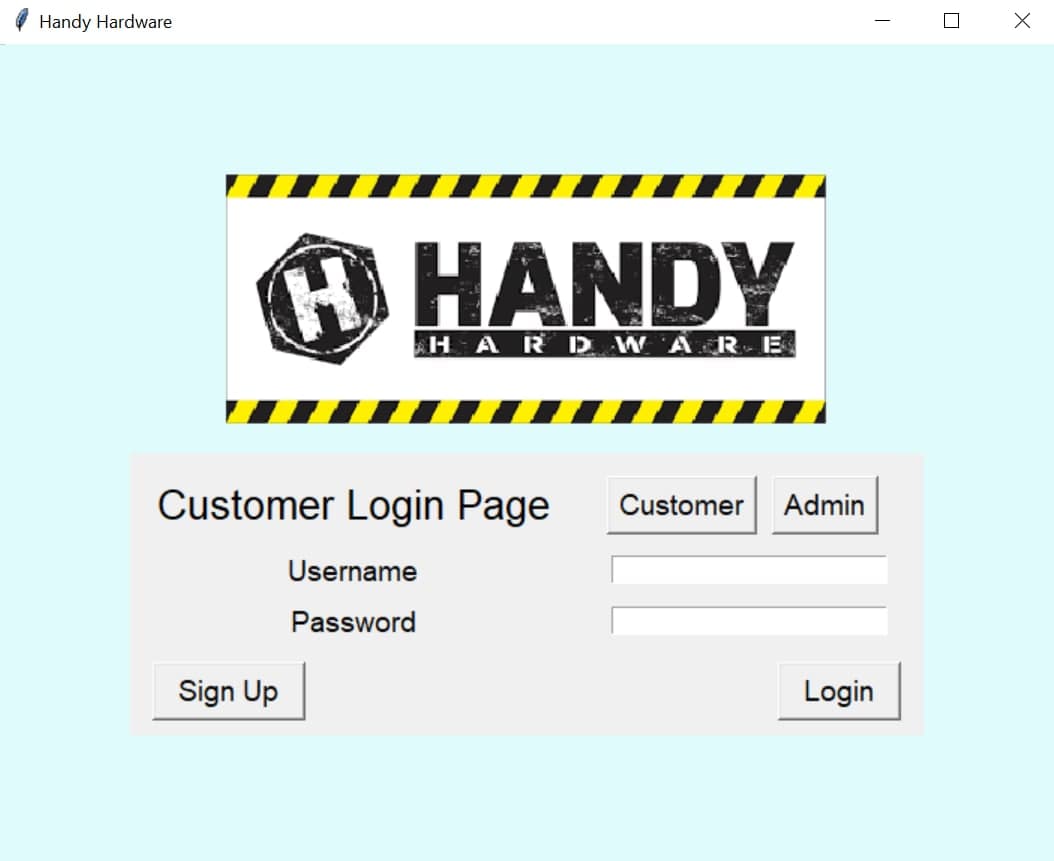 Handy Hardware
H HANDY
HARDWARE
Customer Login Page Customer Admin
Username
Password
Sign Up Login